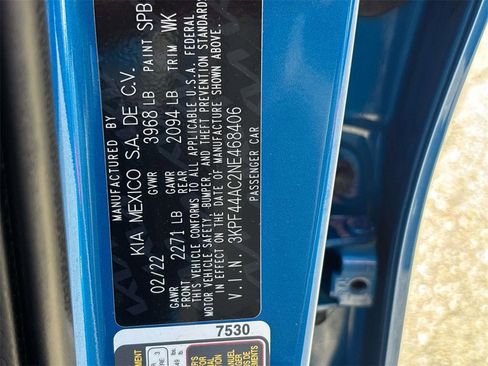 MANUFACTURED BY
KIA MEXICO S.A. DE C.V.
02/22 GVWR 3968 LB PAINT SPB
GAWR FRONT 2271 LB GAWR REAR 2094 LB TRIM WK
THIS VEHICLE CONFORMS TO ALL APPLICABLE U.S.A. FEDERAL
MOTOR VEHICLE SAFETY, BUMPER, AND THEFT PREVENTION STANDARDS
IN EFFECT ON THE DATE OF MANUFACTURE SHOWN ABOVE.
V.I.N. 3KPF44AC2NE468406
PASSENGER CAR
7530